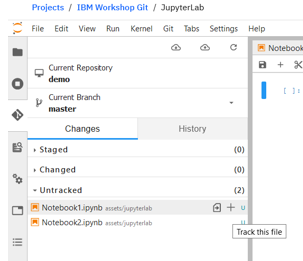 Projects / IBM Workshop Git / JupyterLab
File Edit View Run Kernel Git Tabs Settings Help
Current Repository
demo
Current Branch
master
Changes History
Staged (0)
Changed (0)
Untracked (2)
Notebook1.ipynb assets/jupyterlab U
Notebook2.ipynb assets/jupyterlab U
Track this file
Notebook
[ ]: